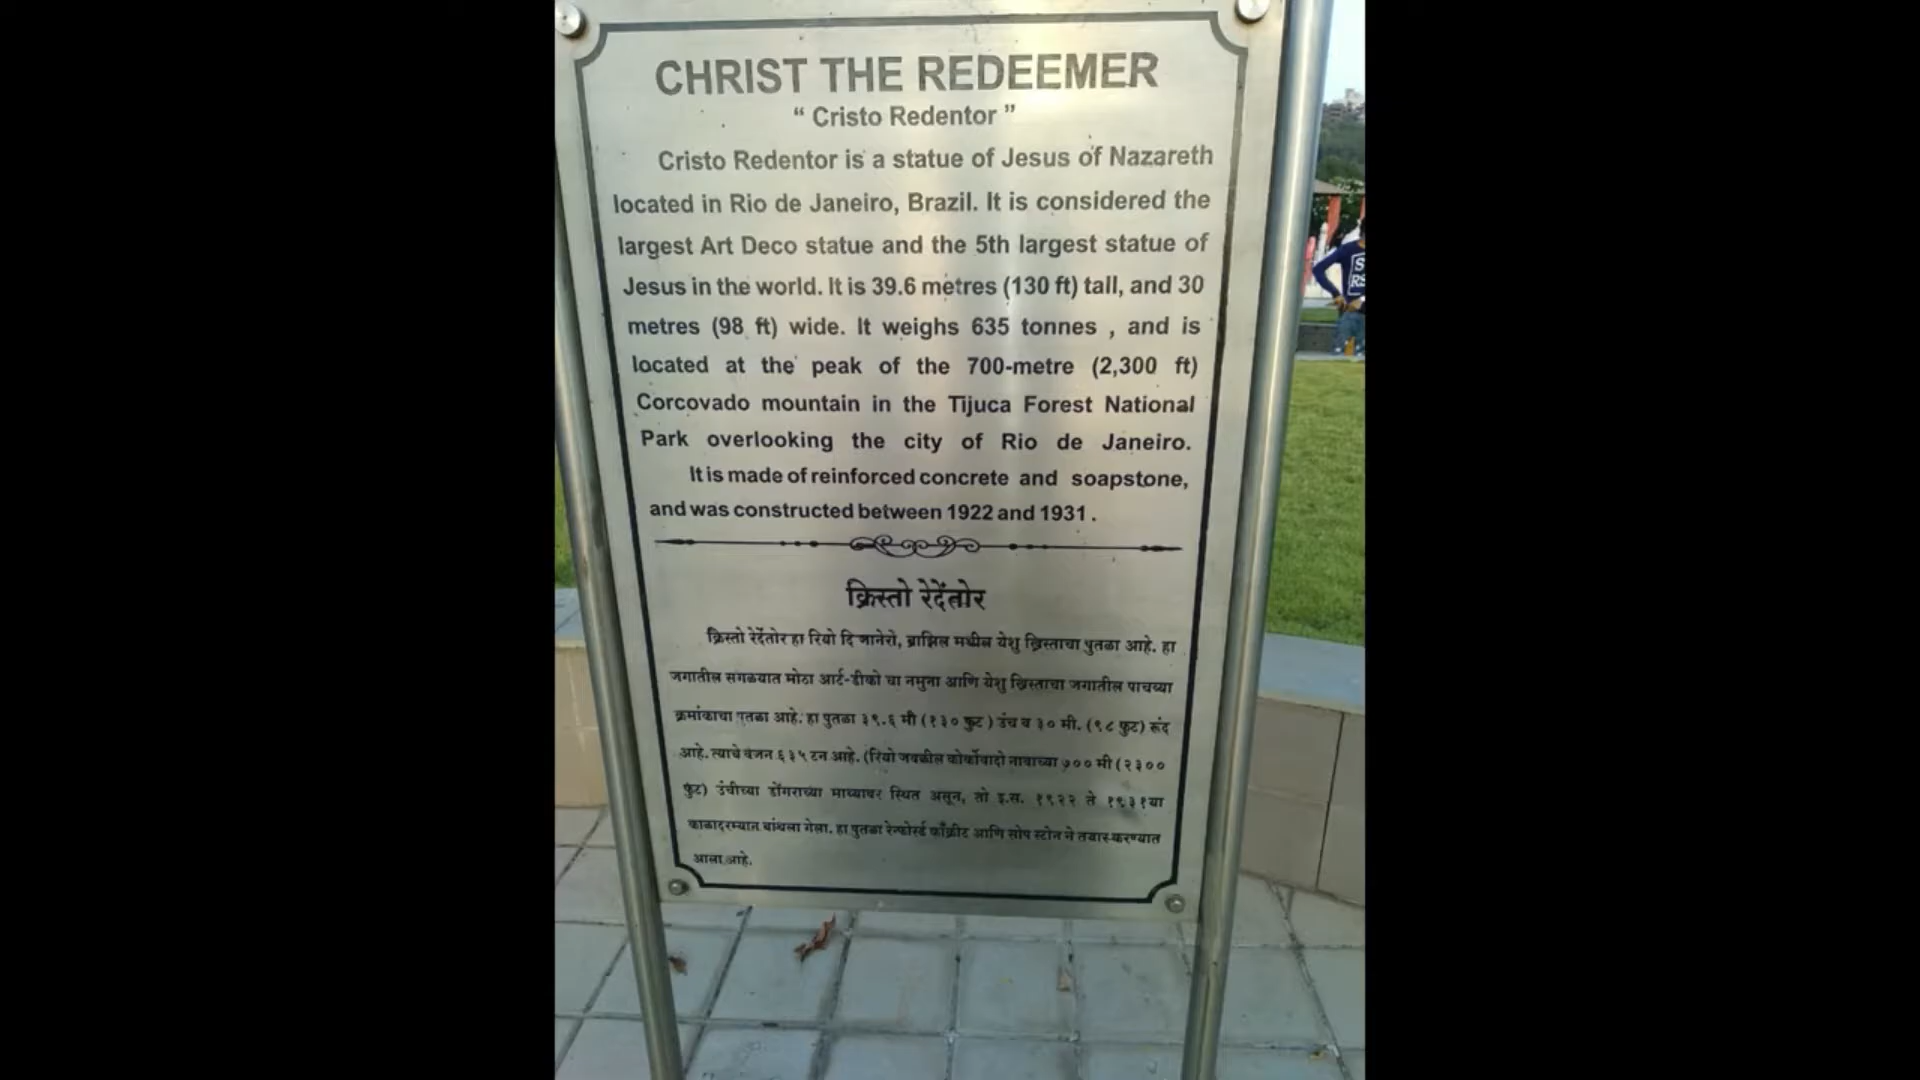 CHRIST THE REDEEMER
“ Cristo Redentor ”
Cristo Redentor is a statue of Jesus of Nazareth
located in Rio de Janeiro, Brazil. It is considered the
largest Art Deco statue and the 5th largest statue of
Jesus in the world. It is 39.6 metres (130 ft) tall, and 30
metres (98 ft) wide. It weighs 635 tonnes , and is
located at the peak of the 700-metre (2,300 ft)
Corcovado mountain in the Tijuca Forest National
Park overlooking the city of Rio de Janeiro.
It is made of reinforced concrete and soapstone,
and was constructed between 1922 and 1931 .
क्रिस्तो रेदेंतोर
क्रिस्तो रेदेंतोर हा रियो दि जानेरो, ब्राझिल मधील येशु ख्रिस्ताचा पुतळा आहे. हा
जगातील सगळयात मोठा आर्ट-डीको चा नमुना आणि येशु ख्रिस्ताचा जगातील पाचव्या
क्रमांकाचा पुतळा आहे. हा पुतळा ३९.६ मी (१३० फुट ) उंच व ३० मी. (९८ फुट) रूंद
आहे. त्याचे वजन ६३५ टन आहे. (रियो जवळील कोर्कोवादो नावाच्या ७०० मी (२३००
फुट) उंचीच्या डोंगराच्या माथ्यावर स्थित असून, तो इ.स. १९२२ ते १९३१या
काळादरम्यान बांधला गेला. हा पुतळा रेन्फोर्स्ड काँक्रीट आणि सोप स्टोन ने तयार करण्यात
आला आहे.
S
RS